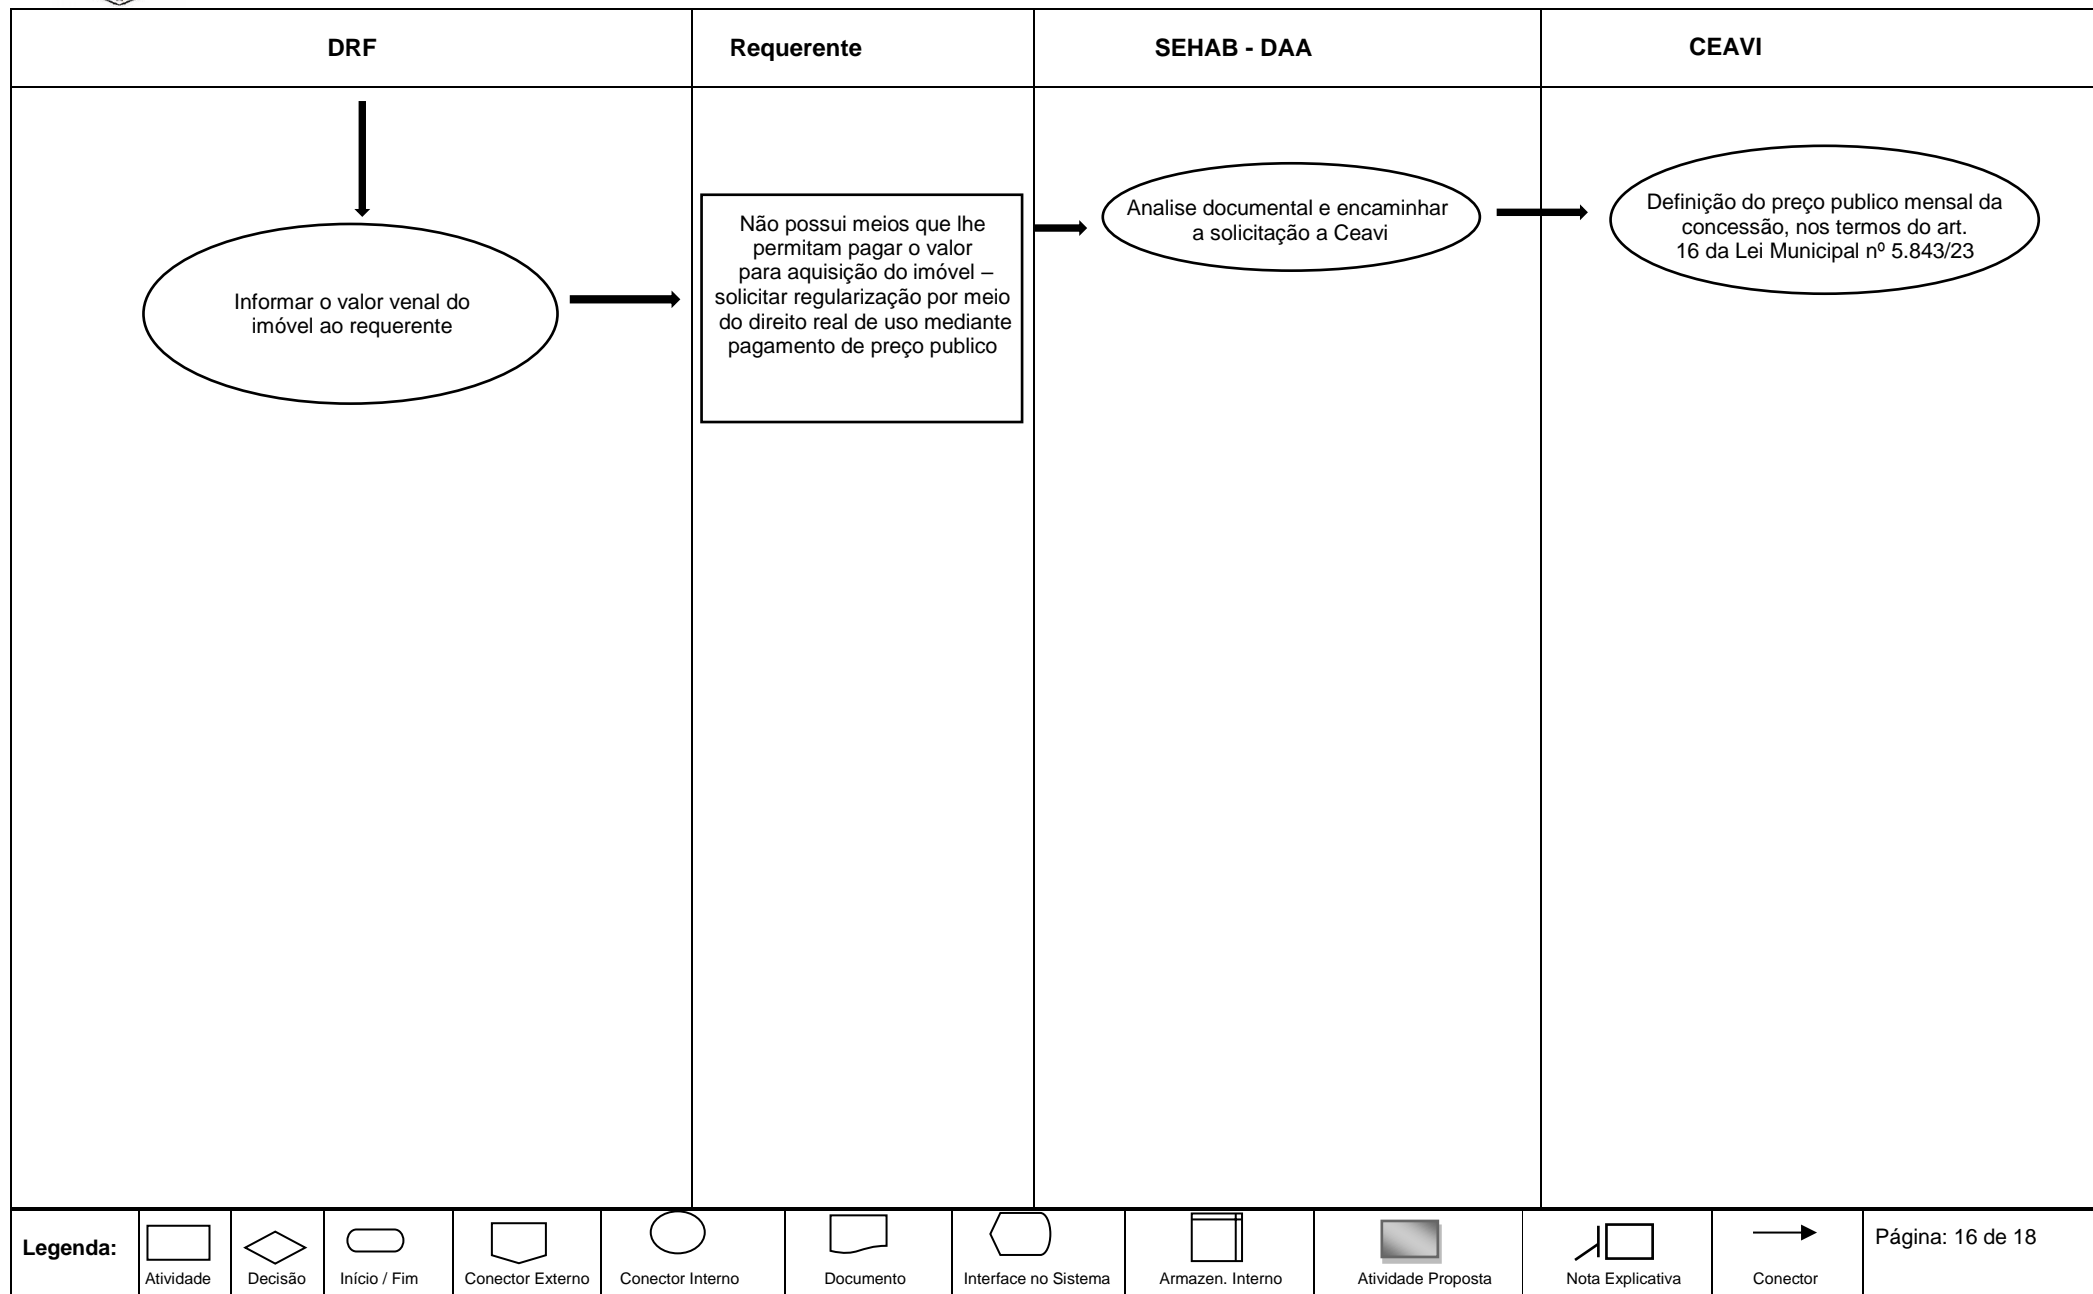 DRF
Requerente
SEHAB - DAA
CEAVI
Informar o valor venal do
imóvel ao requerente
Não possui meios que lhe
permitam pagar o valor
para aquisição do imóvel –
solicitar regularização por meio
do direito real de uso mediante
pagamento de preço publico
Analise documental e encaminhar
a solicitação a Ceavi
Definição do preço publico mensal da
concessão, nos termos do art.
16 da Lei Municipal nº 5.843/23
Legenda:
Atividade
Decisão
Início / Fim
Conector Externo
Conector Interno
Documento
Interface no Sistema
Armazen. Interno
Atividade Proposta
Nota Explicativa
Conector
Página: 16 de 18